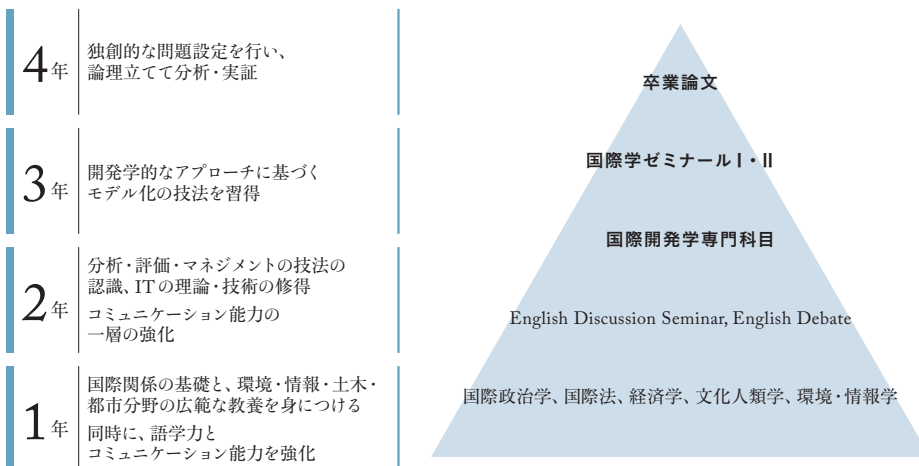 4年
独創的な問題設定を行い、
論理立てて分析・実証
3年
開発学的なアプローチに基づく
モデル化の技法を習得
2年
分析・評価・マネジメントの技法の
認識、ITの理論・技術の修得
コミュニケーション能力の
一層の強化
1年
国際関係の基礎と、環境・情報・土木・
都市分野の広範な教養を身につける
同時に、語学力と
コミュニケーション能力を強化
卒業論文
国際学ゼミナールⅠ・Ⅱ
国際開発学専門科目
English Discussion Seminar, English Debate
国際政治学、国際法、経済学、文化人類学、環境・情報学